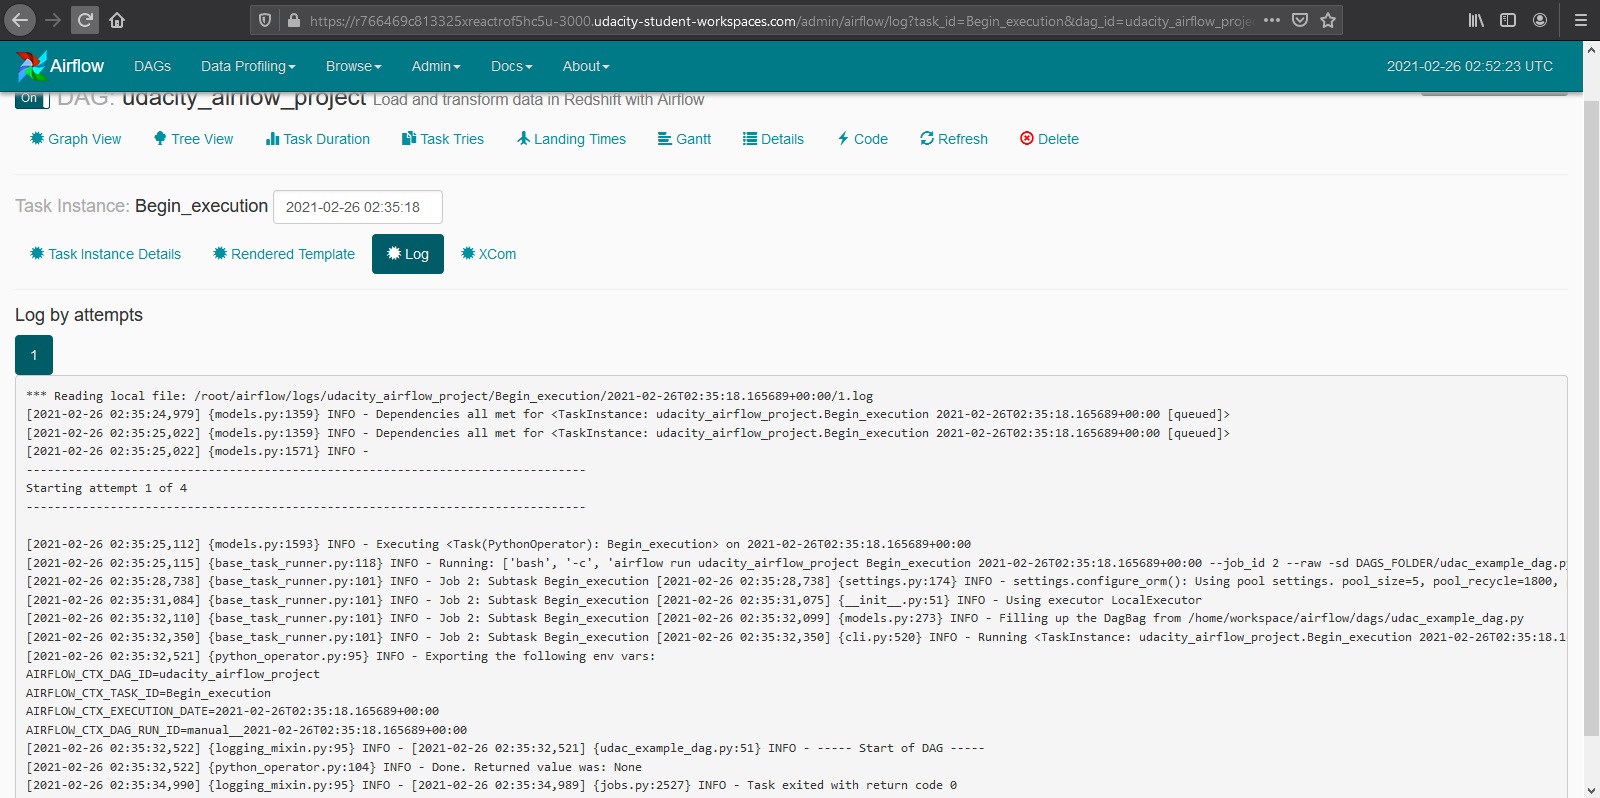 https://r766469c813325xreactrof5hc5u-3000.udacity-student-workspaces.com/admin/airflow/log?task_id=Begin_execution&dag_id=udacity_airflow_proje
Airflow DAGs Data Profiling Browse Admin Docs About 2021-02-26 02:52:23 UTC
On DAG: udacity_airflow_project Load and transform data in Redshift with Airflow
Graph View Tree View Task Duration Task Tries Landing Times Gantt Details Code Refresh Delete
Task Instance: Begin_execution 2021-02-26 02:35:18
Task Instance Details Rendered Template Log XCom
Log by attempts
1
*** Reading local file: /root/airflow/logs/udacity_airflow_project/Begin_execution/2021-02-26T02:35:18.165689+00:00/1.log
[2021-02-26 02:35:24,979] {models.py:1359} INFO - Dependencies all met for <TaskInstance: udacity_airflow_project.Begin_execution 2021-02-26T02:35:18.165689+00:00 [queued]>
[2021-02-26 02:35:25,022] {models.py:1359} INFO - Dependencies all met for <TaskInstance: udacity_airflow_project.Begin_execution 2021-02-26T02:35:18.165689+00:00 [queued]>
[2021-02-26 02:35:25,022] {models.py:1571} INFO -
--------------------------------------------------------------------------------
Starting attempt 1 of 4
--------------------------------------------------------------------------------
[2021-02-26 02:35:25,112] {models.py:1593} INFO - Executing <Task(PythonOperator): Begin_execution> on 2021-02-26T02:35:18.165689+00:00
[2021-02-26 02:35:25,115] {base_task_runner.py:118} INFO - Running: ['bash', '-c', 'airflow run udacity_airflow_project Begin_execution 2021-02-26T02:35:18.165689+00:00 --job_id 2 --raw -sd DAGS_FOLDER/udac_example_dag.py
[2021-02-26 02:35:28,738] {base_task_runner.py:101} INFO - Job 2: Subtask Begin_execution [2021-02-26 02:35:28,738] {settings.py:174} INFO - settings.configure_orm(): Using pool settings. pool_size=5, pool_recycle=1800,
[2021-02-26 02:35:31,084] {base_task_runner.py:101} INFO - Job 2: Subtask Begin_execution [2021-02-26 02:35:31,075] {__init__.py:51} INFO - Using executor LocalExecutor
[2021-02-26 02:35:32,110] {base_task_runner.py:101} INFO - Job 2: Subtask Begin_execution [2021-02-26 02:35:32,099] {models.py:273} INFO - Filling up the DagBag from /home/workspace/airflow/dags/udac_example_dag.py
[2021-02-26 02:35:32,350] {base_task_runner.py:101} INFO - Job 2: Subtask Begin_execution [2021-02-26 02:35:32,350] {cli.py:520} INFO - Running <TaskInstance: udacity_airflow_project.Begin_execution 2021-02-26T02:35:18.1
[2021-02-26 02:35:32,521] {python_operator.py:95} INFO - Exporting the following env vars:
AIRFLOW_CTX_DAG_ID=udacity_airflow_project
AIRFLOW_CTX_TASK_ID=Begin_execution
AIRFLOW_CTX_EXECUTION_DATE=2021-02-26T02:35:18.165689+00:00
AIRFLOW_CTX_DAG_RUN_ID=manual__2021-02-26T02:35:18.165689+00:00
[2021-02-26 02:35:32,522] {logging_mixin.py:95} INFO - [2021-02-26 02:35:32,521] {udac_example_dag.py:51} INFO - ----- Start of DAG -----
[2021-02-26 02:35:32,522] {python_operator.py:104} INFO - Done. Returned value was: None
[2021-02-26 02:35:34,990] {logging_mixin.py:95} INFO - [2021-02-26 02:35:34,989] {jobs.py:2527} INFO - Task exited with return code 0